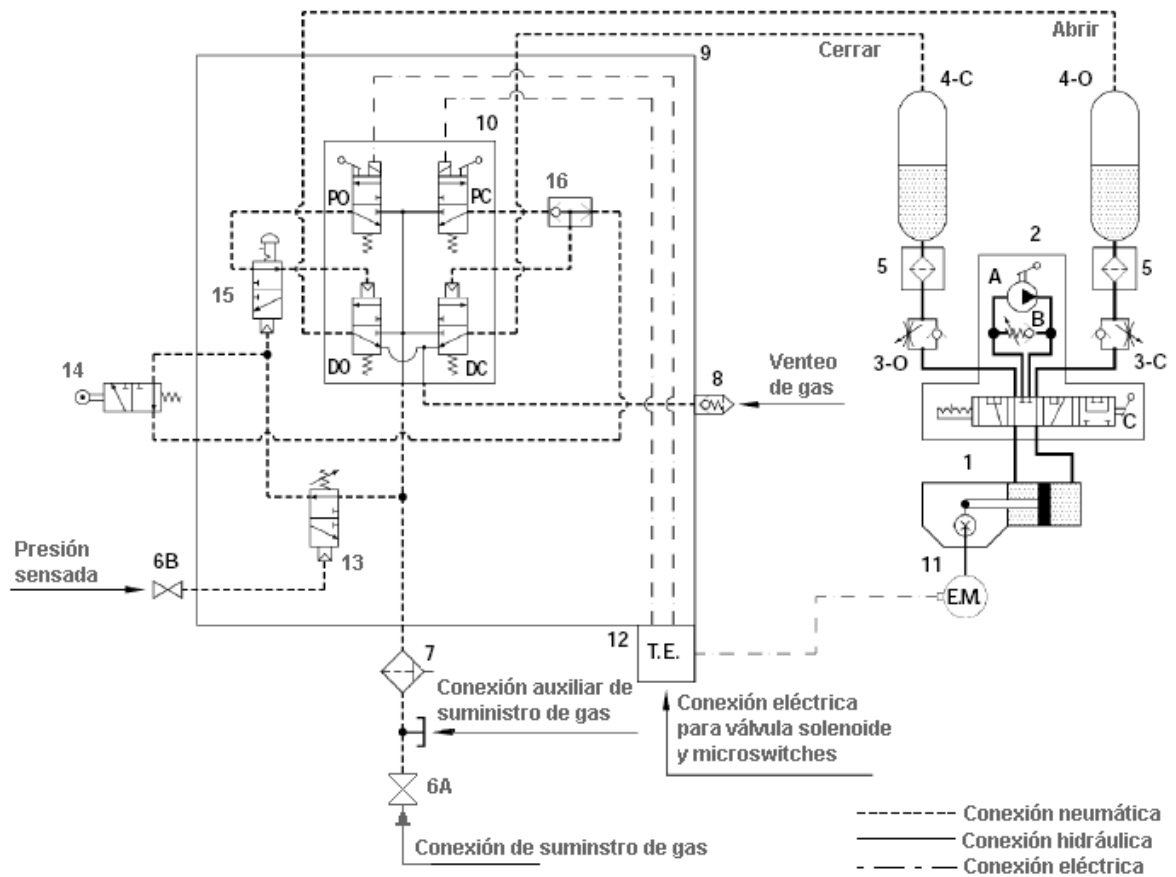 Abrir
Cerrar
9
4-C
4-O
10
16
PO
PC
2
A
5
5
B
15
3-O
3-C
DO
DC
Venteo
de gas
14
8
C
1
Presión
sensada
6B
13
11
E.M.
12
T.E.
7
Conexión auxiliar de
suministro de gas
Conexión eléctrica
para válvula solenoide
y microswitches
6A
Conexión de suminstro de gas
Conexión neumática
Conexión hidráulica
Conexión eléctrica